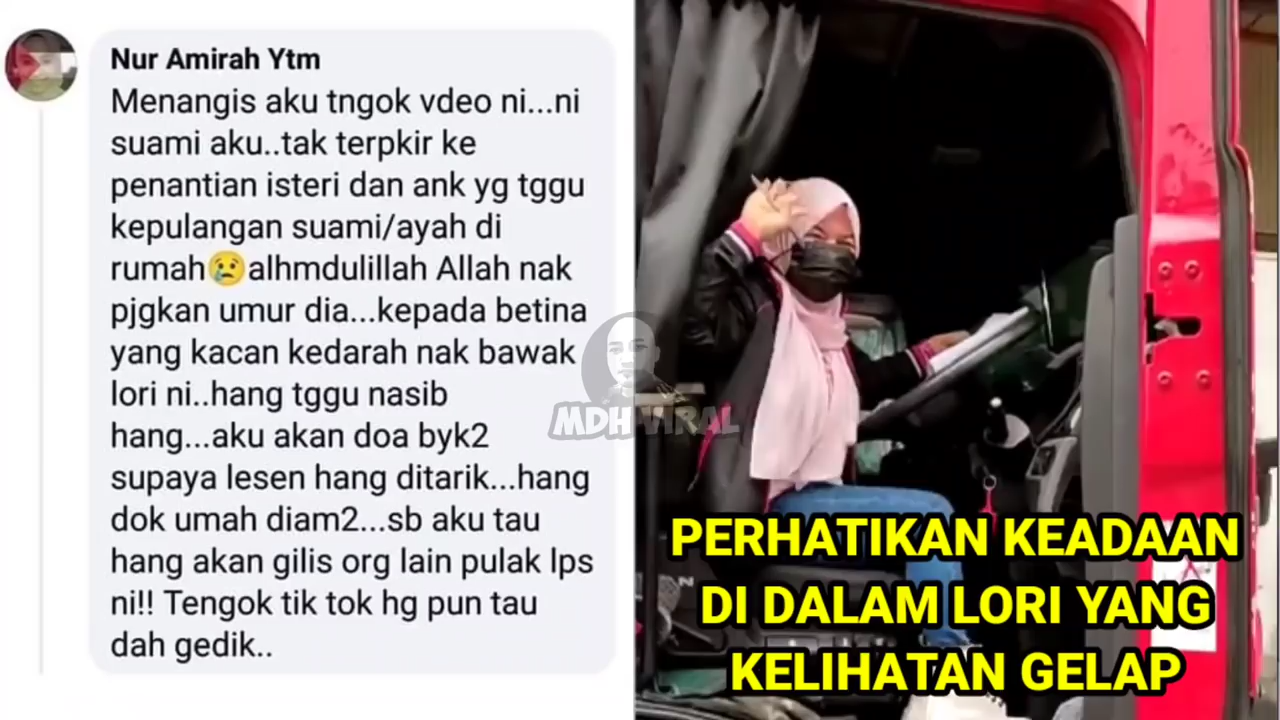 Nur Amirah Ytm
Menangis aku tngok vdeo ni...ni
suami aku..tak terpkir ke
penantian isteri dan ank yg tggu
kepulangan suami/ayah di
rumah😢alhmdulillah Allah nak
pjgkan umur dia...kepada betina
yang kacan kedarah nak bawak
lori ni..hang tggu nasib
hang...aku akan doa byk2
supaya lesen hang ditarik...hang
dok umah diam2...sb aku tau
hang akan gilis org lain pulak lps
ni!! Tengok tik tok hg pun tau
dah gedik..
MDH VIRAL
PERHATIKAN KEADAAN
DI DALAM LORI YANG
KELIHATAN GELAP